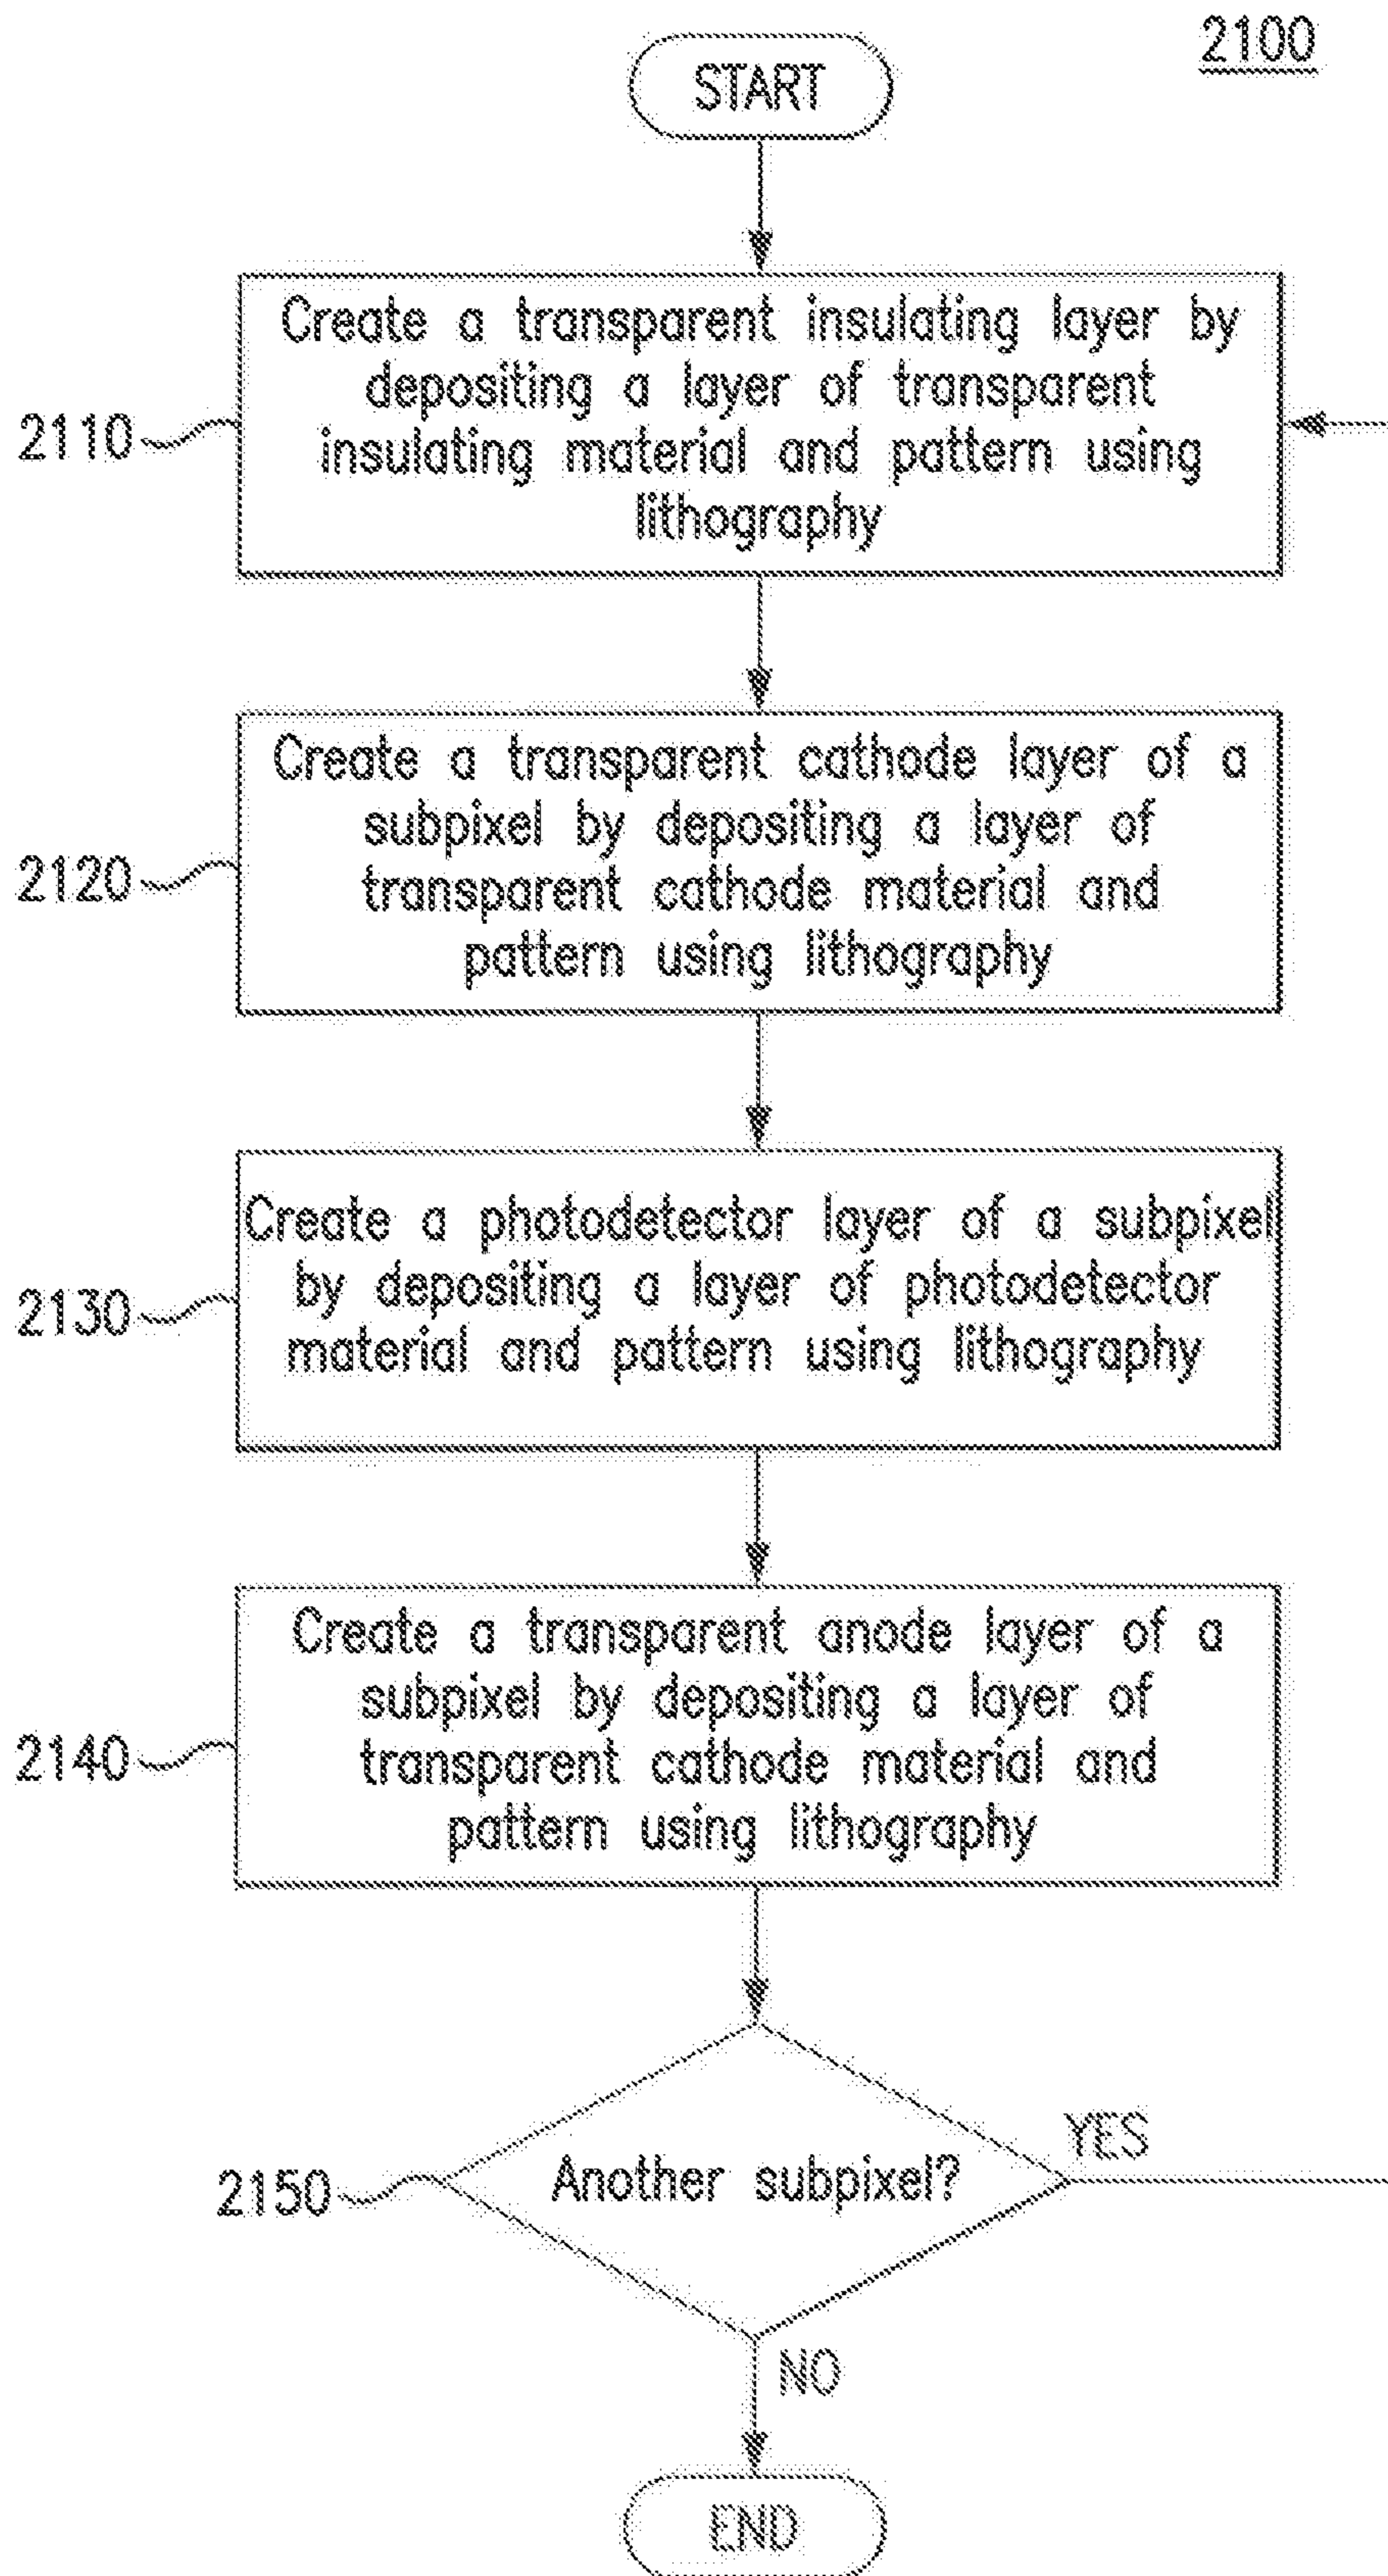 2100
START
Create a transparent insulating layer by
depositing a layer of transparent
insulating material and pattern using
lithography
2110
Create a transparent cathode layer of a
subpixel by depositing a layer of
transparent cathode material and
pattern using lithography
2120
Create a photodetector layer of a subpixel
by depositing a layer of photodetector
material and pattern using lithography
2130
Create a transparent anode layer of a
subpixel by depositing a layer of
transparent cathode material and
pattern using lithography
2140
Another subpixel?
YES
2150
NO
END